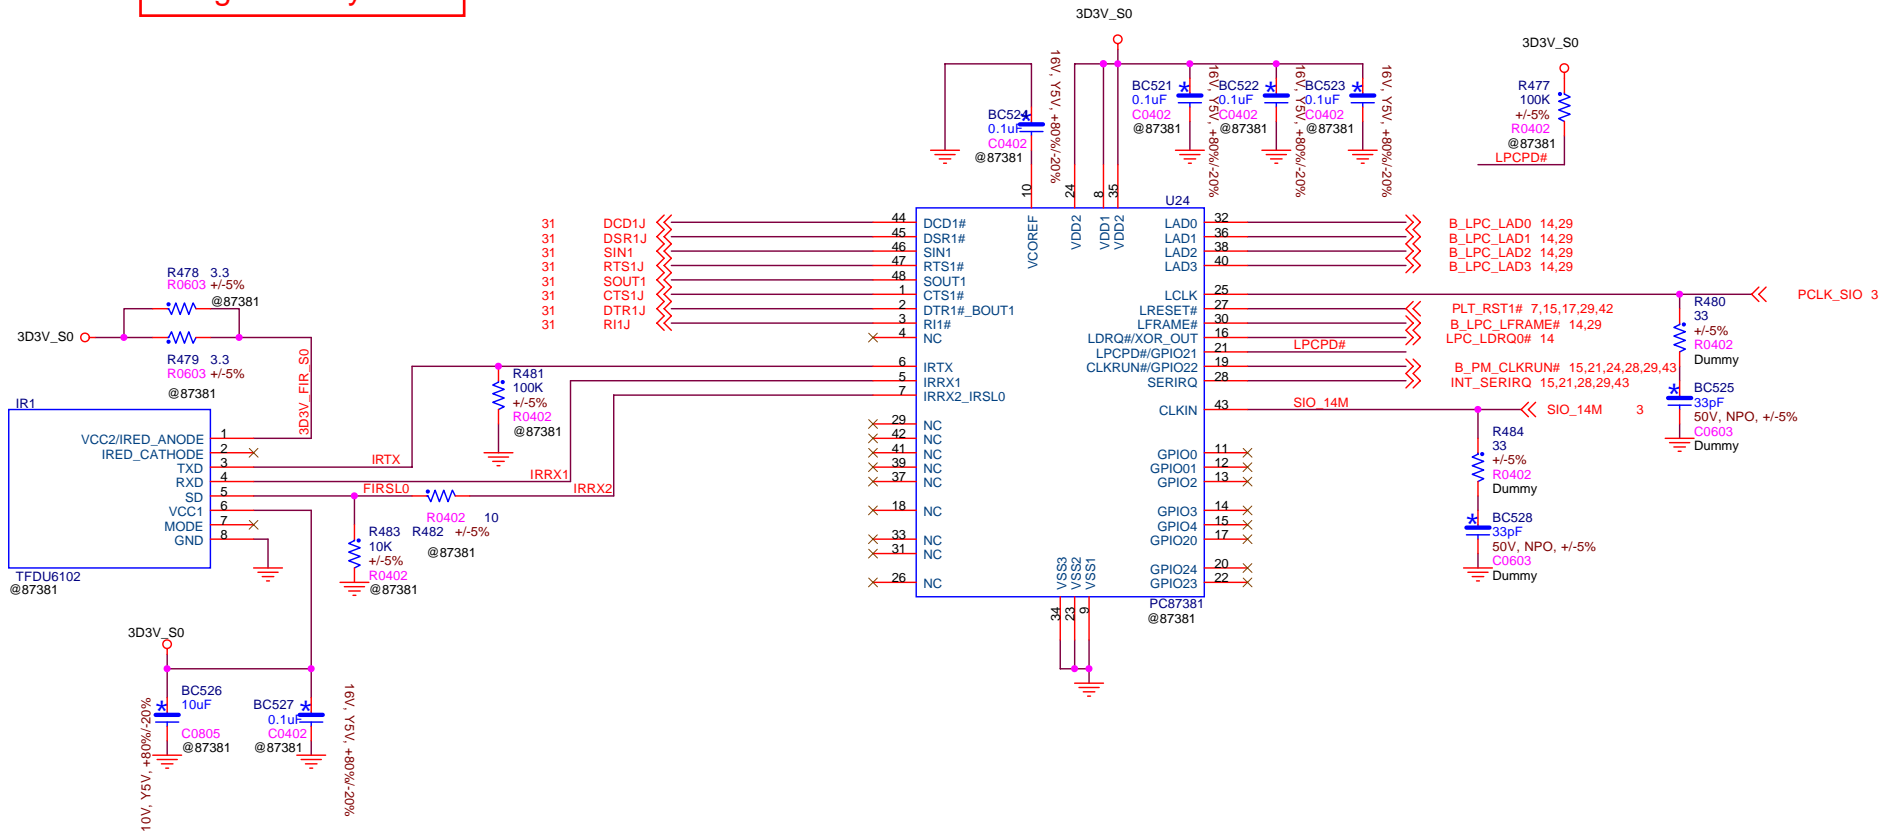 3D3V_S0
3D3V_S0
16V, Y5V, +80%/-20%
BC524
0.1uF
C0402
@87381
BC521
0.1uF
C0402
@87381
16V, Y5V, +80%/-20%
BC522
0.1uF
C0402
@87381
16V, Y5V, +80%/-20%
BC523
0.1uF
C0402
@87381
16V, Y5V, +80%/-20%
R477
100K
+/-5%
R0402
@87381
LPCPD#
10
24
8
35
U24
VCOREF
VDD2
VDD1
VDD2
31 DCD1J 44 DCD1#
31 DSR1J 45 DSR1#
31 SIN1 46 SIN1
31 RTS1J 47 RTS1#
31 SOUT1 48 SOUT1
31 CTS1J 1 CTS1#
31 DTR1J 2 DTR1#_BOUT1
31 RI1J 3 RI1#
4 NC
6 IRTX
5 IRRX1
7 IRRX2_IRSL0
29 NC
42 NC
41 NC
39 NC
37 NC
18 NC
33 NC
31 NC
26 NC
LAD0 32 B_LPC_LAD0 14,29
LAD1 36 B_LPC_LAD1 14,29
LAD2 38 B_LPC_LAD2 14,29
LAD3 40 B_LPC_LAD3 14,29
LCLK 25 PCLK_SIO 3
LRESET# 27 PLT_RST1# 7,15,17,29,42
LFRAME# 30 B_LPC_LFRAME# 14,29
LDRQ#/XOR_OUT 16 LPC_LDRQ0# 14
LPCPD#/GPIO21 21 LPCPD#
CLKRUN#/GPIO22 19 B_PM_CLKRUN# 15,21,24,28,29,43
SERIRQ 28 INT_SERIRQ 15,21,28,29,43
CLKIN 43 SIO_14M SIO_14M 3
GPIO0 11
GPIO01 12
GPIO2 13
GPIO3 14
GPIO4 15
GPIO20 17
GPIO24 20
GPIO23 22
VSS3
VSS2
VSS1
34
23
9
PC87381
@87381
R480
33
+/-5%
R0402
Dummy
BC525
33pF
50V, NPO, +/-5%
C0603
Dummy
R484
33
+/-5%
R0402
Dummy
BC528
33pF
50V, NPO, +/-5%
C0603
Dummy
R478 3.3
R0603 +/-5%
@87381
3D3V_S0
R479 3.3
R0603 +/-5%
@87381
3D3V_FIR_S0
R481
100K
+/-5%
R0402
@87381
IR1
VCC2/IRED_ANODE 1
IRED_CATHODE 2
TXD 3 IRTX
RXD 4 IRRX1
SD 5 FIRSL0 IRRX2
VCC1 6
MODE 7
GND 8
TFDU6102
@87381
R0402 10
R482 +/-5%
@87381
R483
10K
+/-5%
R0402
@87381
3D3V_S0
BC526
10uF
C0805
@87381
10V, Y5V, +80%/-20%
BC527
0.1uF
C0402
@87381
16V, Y5V, +80%/-20%